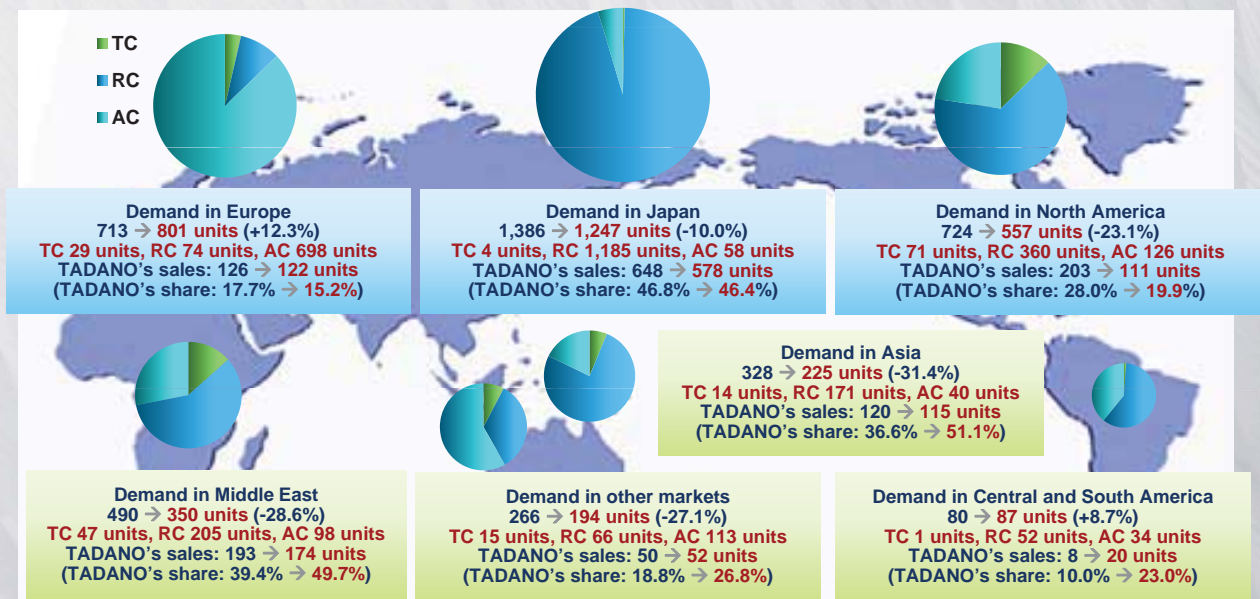 TC
RC
AC
Demand in Europe
713 → 801 units (+12.3%)
TC 29 units, RC 74 units, AC 698 units
TADANO's sales: 126 → 122 units
(TADANO's share: 17.7% → 15.2%)
Demand in Japan
1,386 → 1,247 units (-10.0%)
TC 4 units, RC 1,185 units, AC 58 units
TADANO's sales: 648 → 578 units
(TADANO's share: 46.8% → 46.4%)
Demand in North America
724 → 557 units (-23.1%)
TC 71 units, RC 360 units, AC 126 units
TADANO's sales: 203 → 111 units
(TADANO's share: 28.0% → 19.9%)
Demand in Asia
328 → 225 units (-31.4%)
TC 14 units, RC 171 units, AC 40 units
TADANO's sales: 120 → 115 units
(TADANO's share: 36.6% → 51.1%)
Demand in Middle East
490 → 350 units (-28.6%)
TC 47 units, RC 205 units, AC 98 units
TADANO's sales: 193 → 174 units
(TADANO's share: 39.4% → 49.7%)
Demand in other markets
266 → 194 units (-27.1%)
TC 15 units, RC 66 units, AC 113 units
TADANO's sales: 50 → 52 units
(TADANO's share: 18.8% → 26.8%)
Demand in Central and South America
80 → 87 units (+8.7%)
TC 1 units, RC 52 units, AC 34 units
TADANO's sales: 8 → 20 units
(TADANO's share: 10.0% → 23.0%)